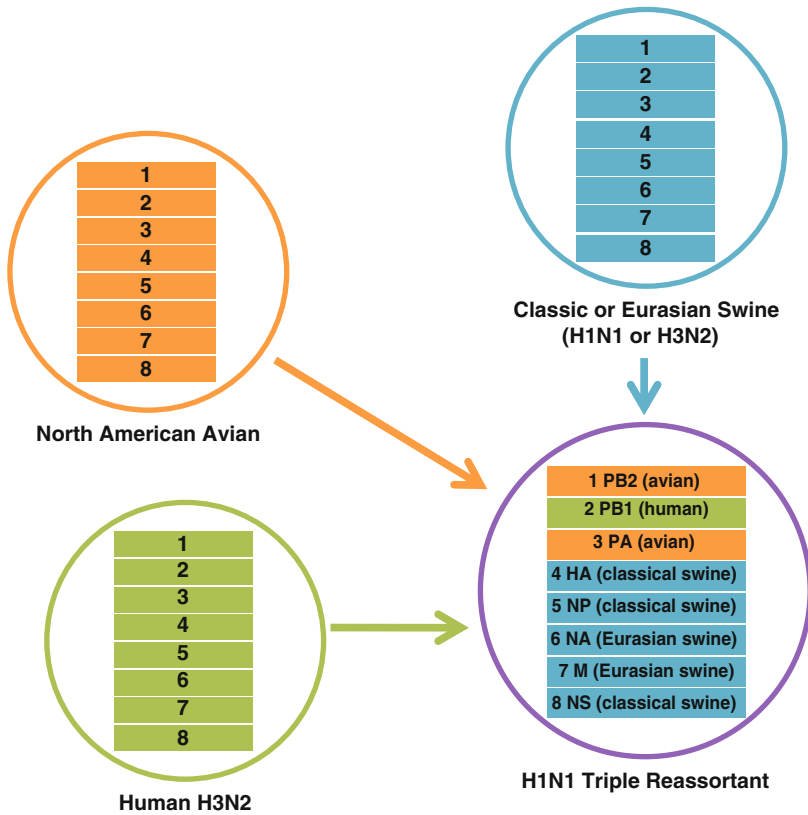 1
2
3
4
5
6
7
8
North American Avian
1
2
3
4
5
6
7
8
Classic or Eurasian Swine
(H1N1 or H3N2)
1
2
3
4
5
6
7
8
Human H3N2
1 PB2 (avian)
2 PB1 (human)
3 PA (avian)
4 HA (classical swine)
5 NP (classical swine)
6 NA (Eurasian swine)
7 M (Eurasian swine)
8 NS (classical swine)
H1N1 Triple Reassortant